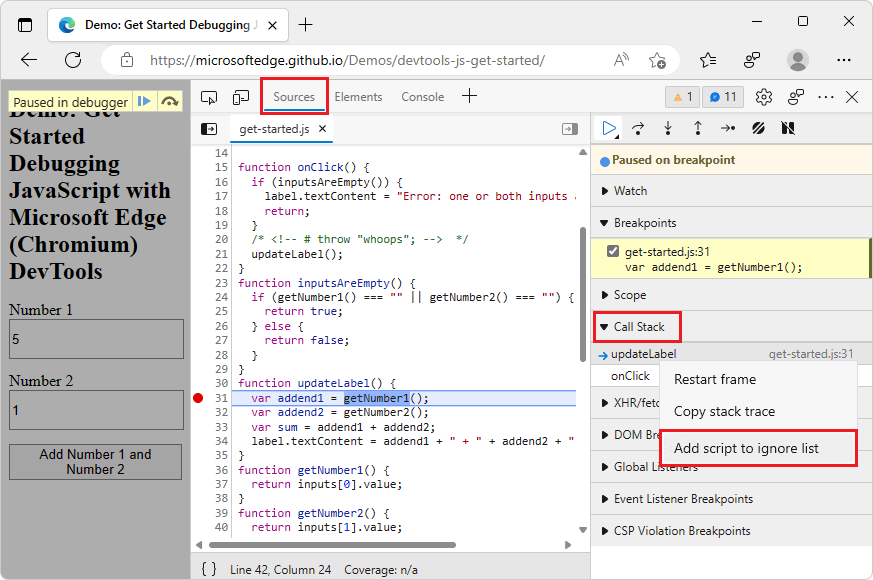 Demo: Get Started Debugging J
https://microsoftedge.github.io/Demos/devtools-js-get-started/
Paused in debugger
Demo: Get
Started
Debugging
JavaScript with
Microsoft Edge
(Chromium)
DevTools
Number 1
5
Number 2
1
Add Number 1 and
Number 2
Sources
Elements
Console
1
11
get-started.js
14
15 function onClick() {
16 if (inputsAreEmpty()) {
17 label.textContent = "Error: one or both inputs a
18 return;
19 }
20 /* <!-- # throw "whoops"; --> */
21 updateLabel();
22 }
23 function inputsAreEmpty() {
24 if (getNumber1() === "" || getNumber2() === "") {
25 return true;
26 } else {
27 return false;
28 }
29 }
30 function updateLabel() {
31 var addend1 = getNumber1();
32 var addend2 = getNumber2();
33 var sum = addend1 + addend2;
34 label.textContent = addend1 + " + " + addend2 + "
35 }
36 function getNumber1() {
37 return inputs[0].value;
38 }
39 function getNumber2() {
40 return inputs[1].value;
{ } Line 42, Column 24 Coverage: n/a
Paused on breakpoint
Watch
Breakpoints
get-started.js:31
var addend1 = getNumber1();
Scope
Call Stack
updateLabel get-started.js:31
onClick
XHR/fetc
DOM Bre
Global Listeners
Event Listener Breakpoints
CSP Violation Breakpoints
Restart frame
Copy stack trace
Add script to ignore list